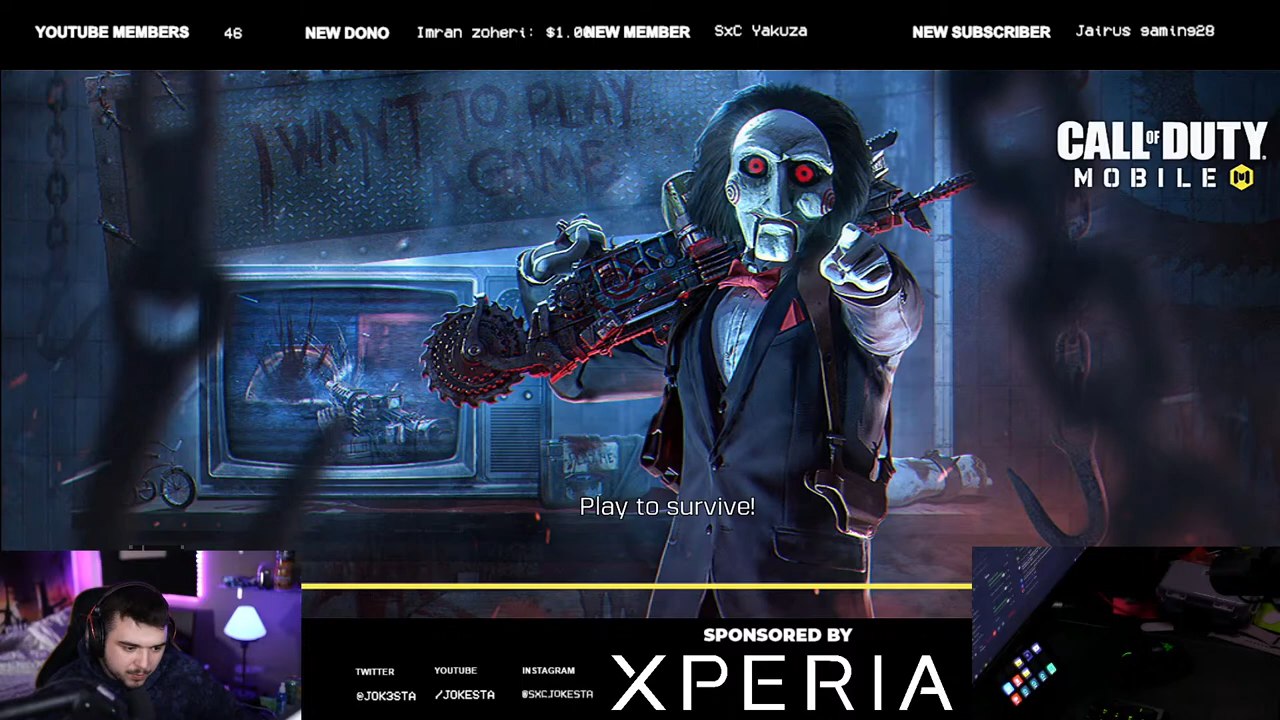 YOUTUBE MEMBERS 46 NEW DONO Imran zoheri: $1.0 NEW MEMBER SxC Yakuza NEW SUBSCRIBER Jairus gaming28
I WANT TO PLAY
GAME
CALL OF DUTY
MOBILE
Play to survive!
SPONSORED BY
XPERIA
TWITTER YOUTUBE INSTAGRAM
@JOK3STA /JOKESTA @SXCJOKESTA